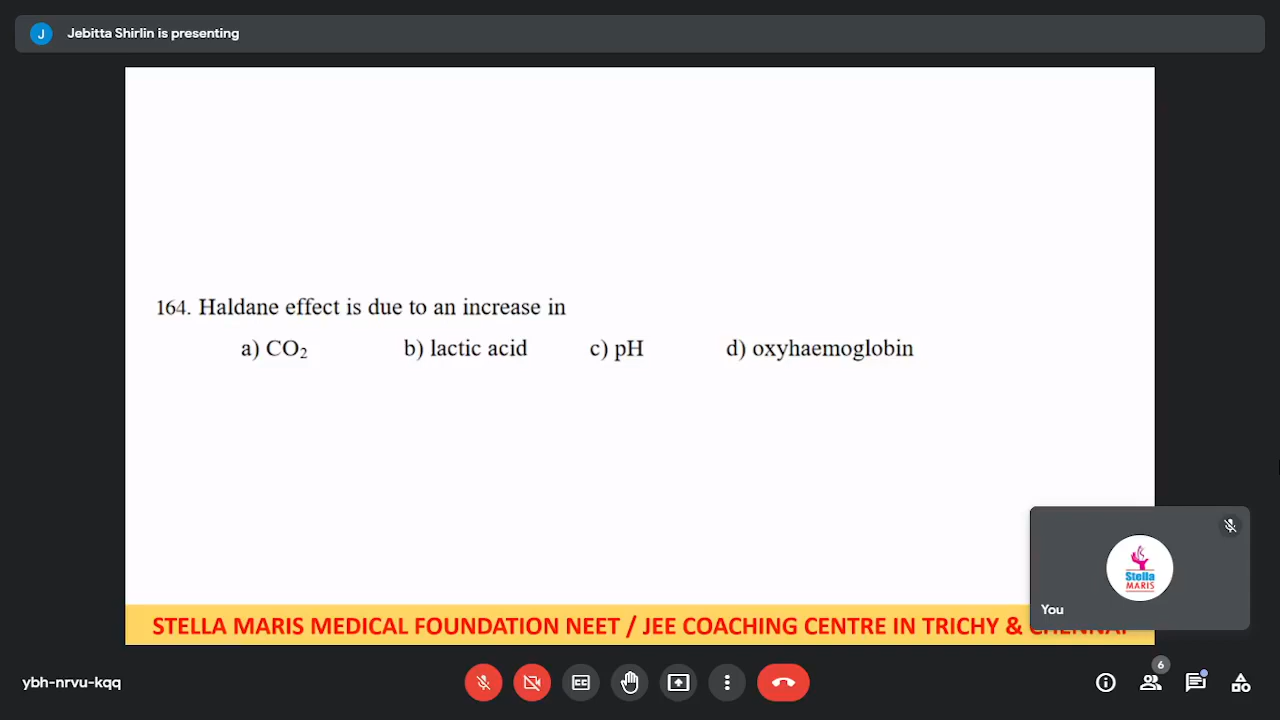 J Jebitta Shirlin is presenting
164. Haldane effect is due to an increase in
a) CO₂ b) lactic acid c) pH d) oxyhaemoglobin
Stella
MARIS
You
STELLA MARIS MEDICAL FOUNDATION NEET / JEE COACHING CENTRE IN TRICHY &
ybh-nrvu-kqq
CC
6